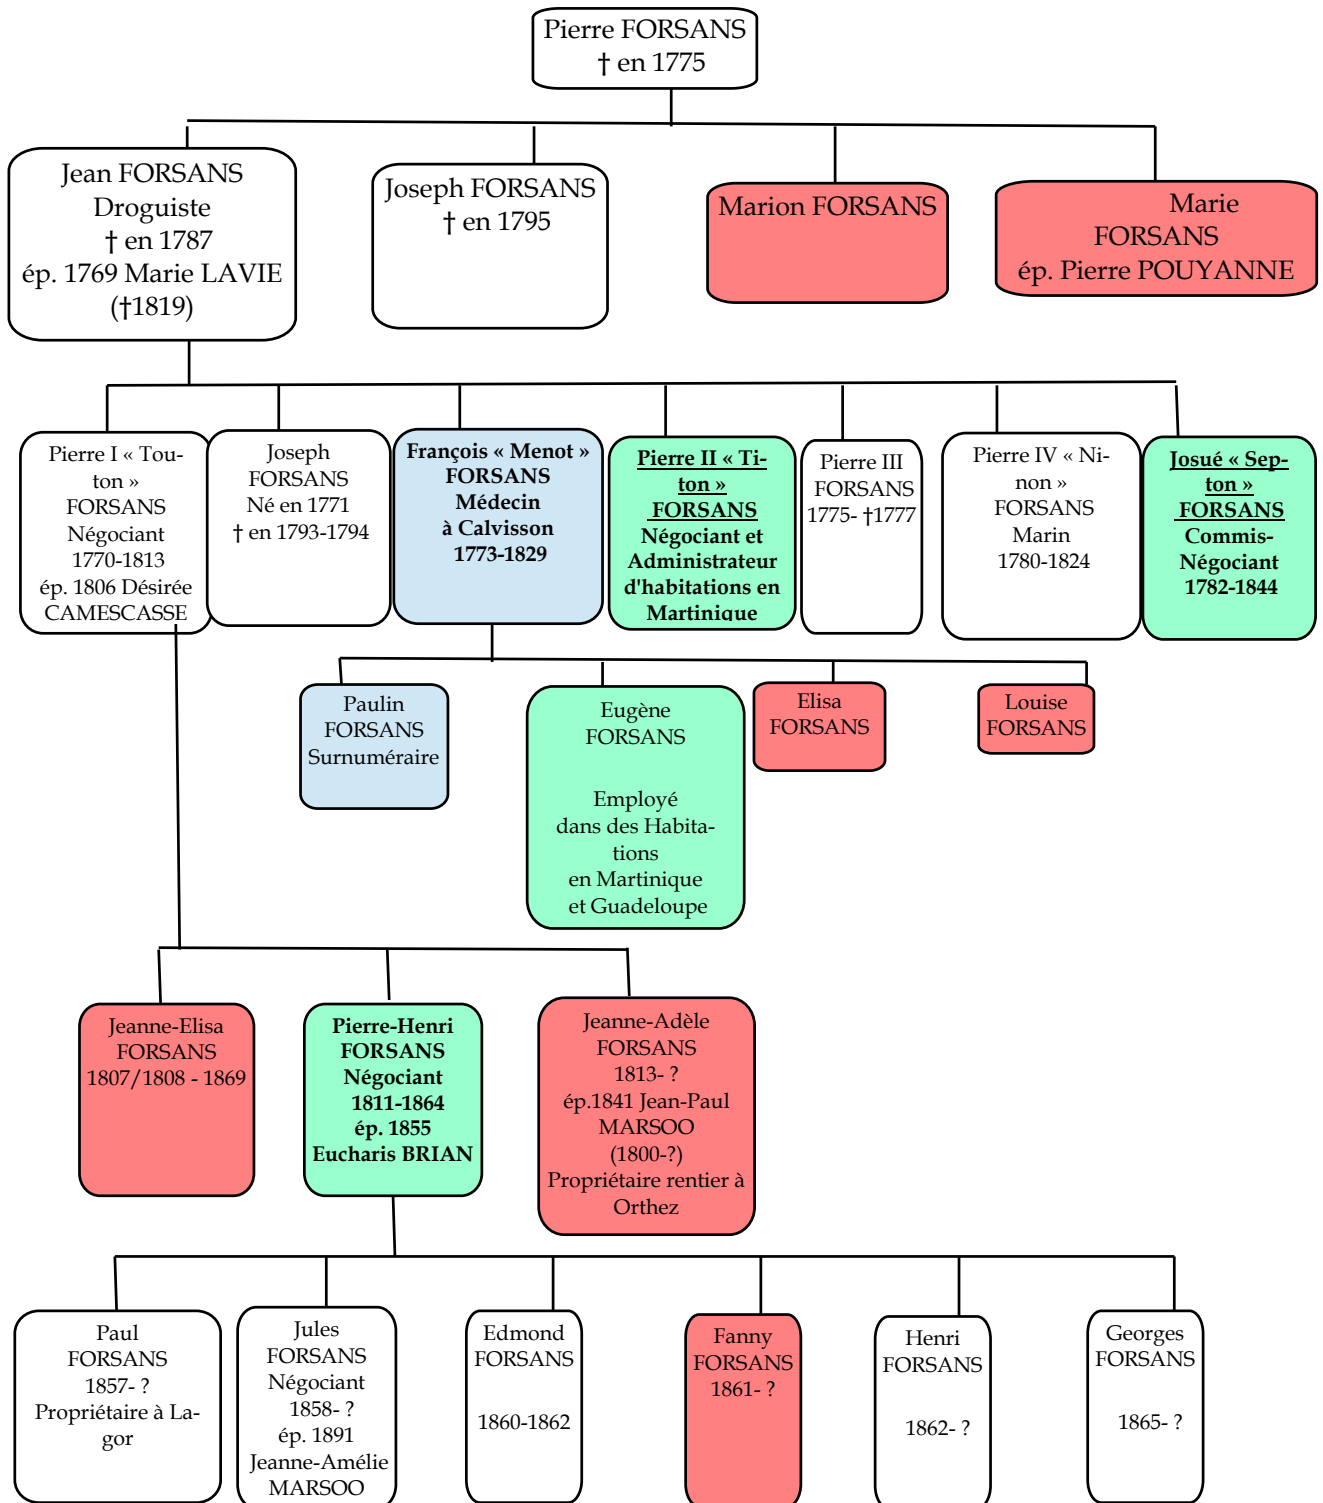 Pierre FORSANS
† en 1775
Jean FORSANS
Droguiste
† en 1787
ép. 1769 Marie LAVIE
(†1819)
Joseph FORSANS
† en 1795
Marion FORSANS
Marie
FORSANS
ép. Pierre POUYANNE
Pierre I « Tou-
ton »
FORSANS
Négociant
1770-1813
ép. 1806 Désirée
CAMESCASSE
Joseph
FORSANS
Né en 1771
† en 1793-1794
François « Menot »
FORSANS
Médecin
à Calvisson
1773-1829
Pierre II « Ti-
ton »
FORSANS
Négociant et
Administrateur
d'habitations en
Martinique
Pierre III
FORSANS
1775- †1777
Pierre IV « Ni-
non »
FORSANS
Marin
1780-1824
Josué « Sep-
ton »
FORSANS
Commis-
Négociant
1782-1844
Paulin
FORSANS
Surnuméraire
Eugène
FORSANS
Employé
dans des Habita-
tions
en Martinique
et Guadeloupe
Elisa
FORSANS
Louise
FORSANS
Jeanne-Elisa
FORSANS
1807/1808 - 1869
Pierre-Henri
FORSANS
Négociant
1811-1864
ép. 1855
Eucharis BRIAN
Jeanne-Adèle
FORSANS
1813- ?
ép.1841 Jean-Paul
MARSOO
(1800-?)
Propriétaire rentier à
Orthez
Paul
FORSANS
1857- ?
Propriétaire à La-
gor
Jules
FORSANS
Négociant
1858- ?
ép. 1891
Jeanne-Amélie
MARSOO
Edmond
FORSANS
1860-1862
Fanny
FORSANS
1861- ?
Henri
FORSANS
1862- ?
Georges
FORSANS
1865- ?